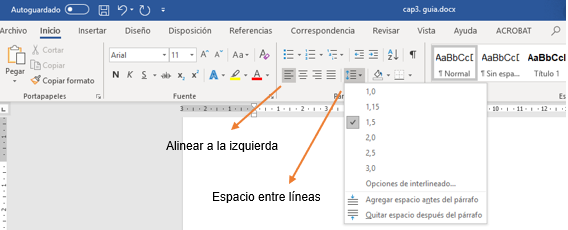 Autoguardado
cap3. guia.docx
Archivo Inicio Insertar Diseño Disposición Referencias Correspondencia Revisar Vista Ayuda ACROBAT
Cortar
Copiar
Copiar formato
Pegar
Arial 11
N K S
AaBbCcDd AaBbCcDd AaBbCc
¶ Normal ¶ Sin espa... Título 1
Portapapeles Fuente
1,0
1,15
1,5
2,0
2,5
3,0
Opciones de interlineado...
Agregar espacio antes del párrafo
Quitar espacio después del párrafo
Alinear a la izquierda
Espacio entre líneas